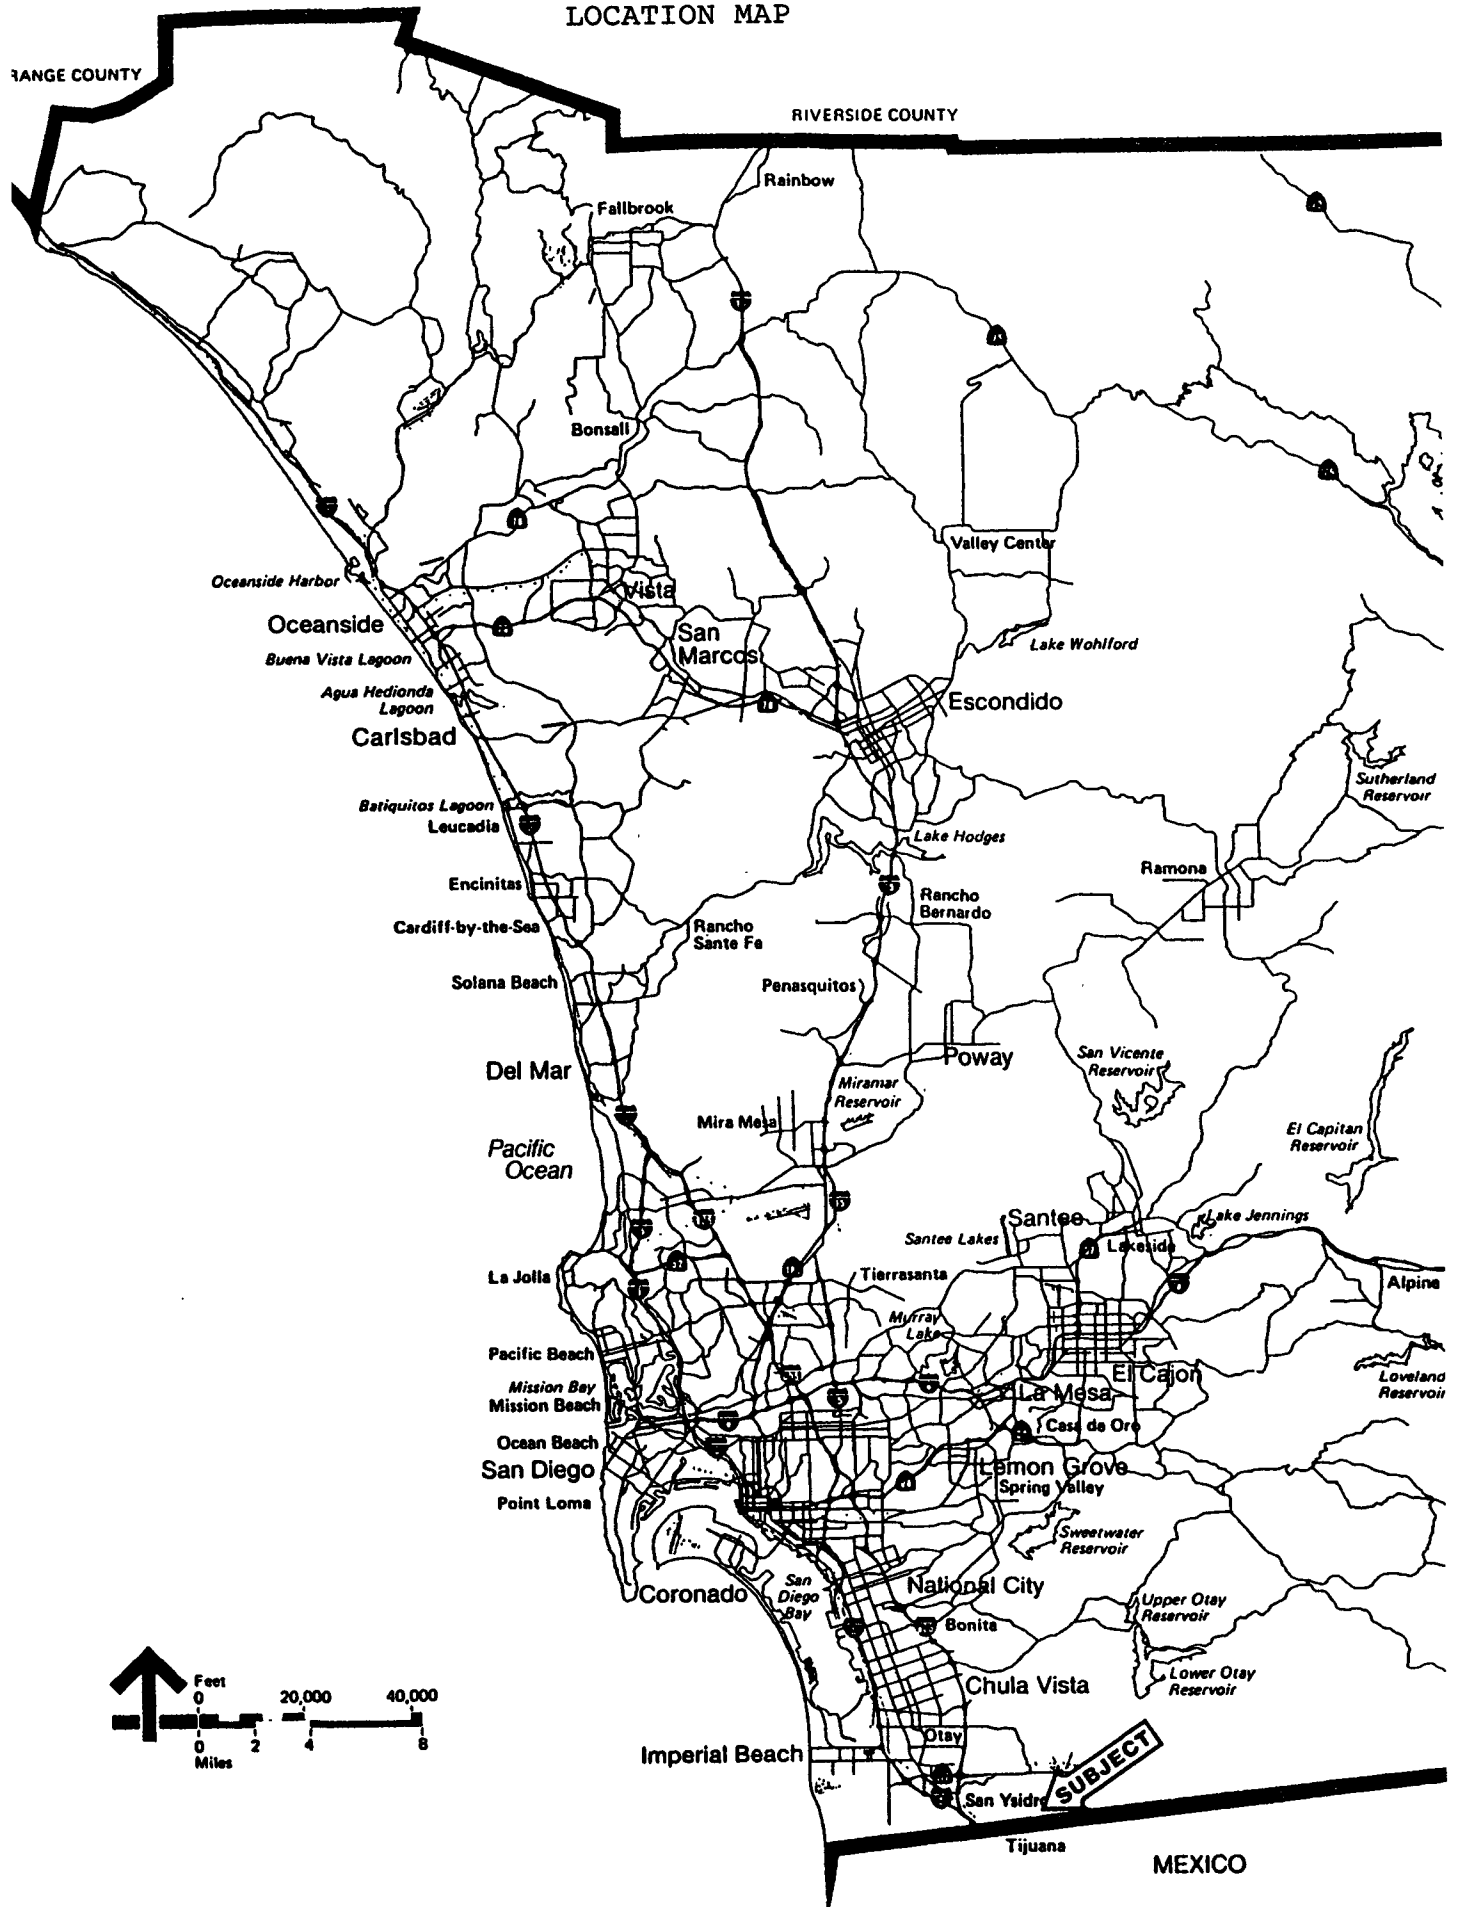 LOCATION MAP
RANGE COUNTY
RIVERSIDE COUNTY
Rainbow
Fallbrook
Bonsall
Valley Center
Oceanside Harbor
Vista
Oceanside
San
Marcos
Buena Vista Lagoon
Lake Wohlford
Agua Hedionda
Lagoon
Escondido
Carlsbad
Sutherland
Reservoir
Batiquitos Lagoon
Leucadia
Lake Hodges
Ramona
Encinitas
Rancho
Bernardo
Cardiff-by-the-Sea
Rancho
Sante Fe
Solana Beach
Penasquitos
Poway
San Vicente
Reservoir
Del Mar
Miramar
Reservoir
Mira Mesa
El Capitan
Reservoir
Pacific
Ocean
Santee
Lake Jennings
Santee Lakes
Lakeside
La Jolla
Tierrasanta
Alpine
Murray
Lake
Pacific Beach
El Cajon
Loveland
Reservoir
Mission Bay
Mission Beach
La Mesa
Casa de Oro
Ocean Beach
San Diego
Lemon Grove
Spring Valley
Point Loma
Sweetwater
Reservoir
Coronado
San
Diego
Bay
National City
Upper Otay
Reservoir
Bonita
Lower Otay
Reservoir
Chula Vista
Feet
0 20,000 40,000
0 2 4 8
Miles
Otay
Imperial Beach
SUBJECT
San Ysidro
Tijuana
MEXICO